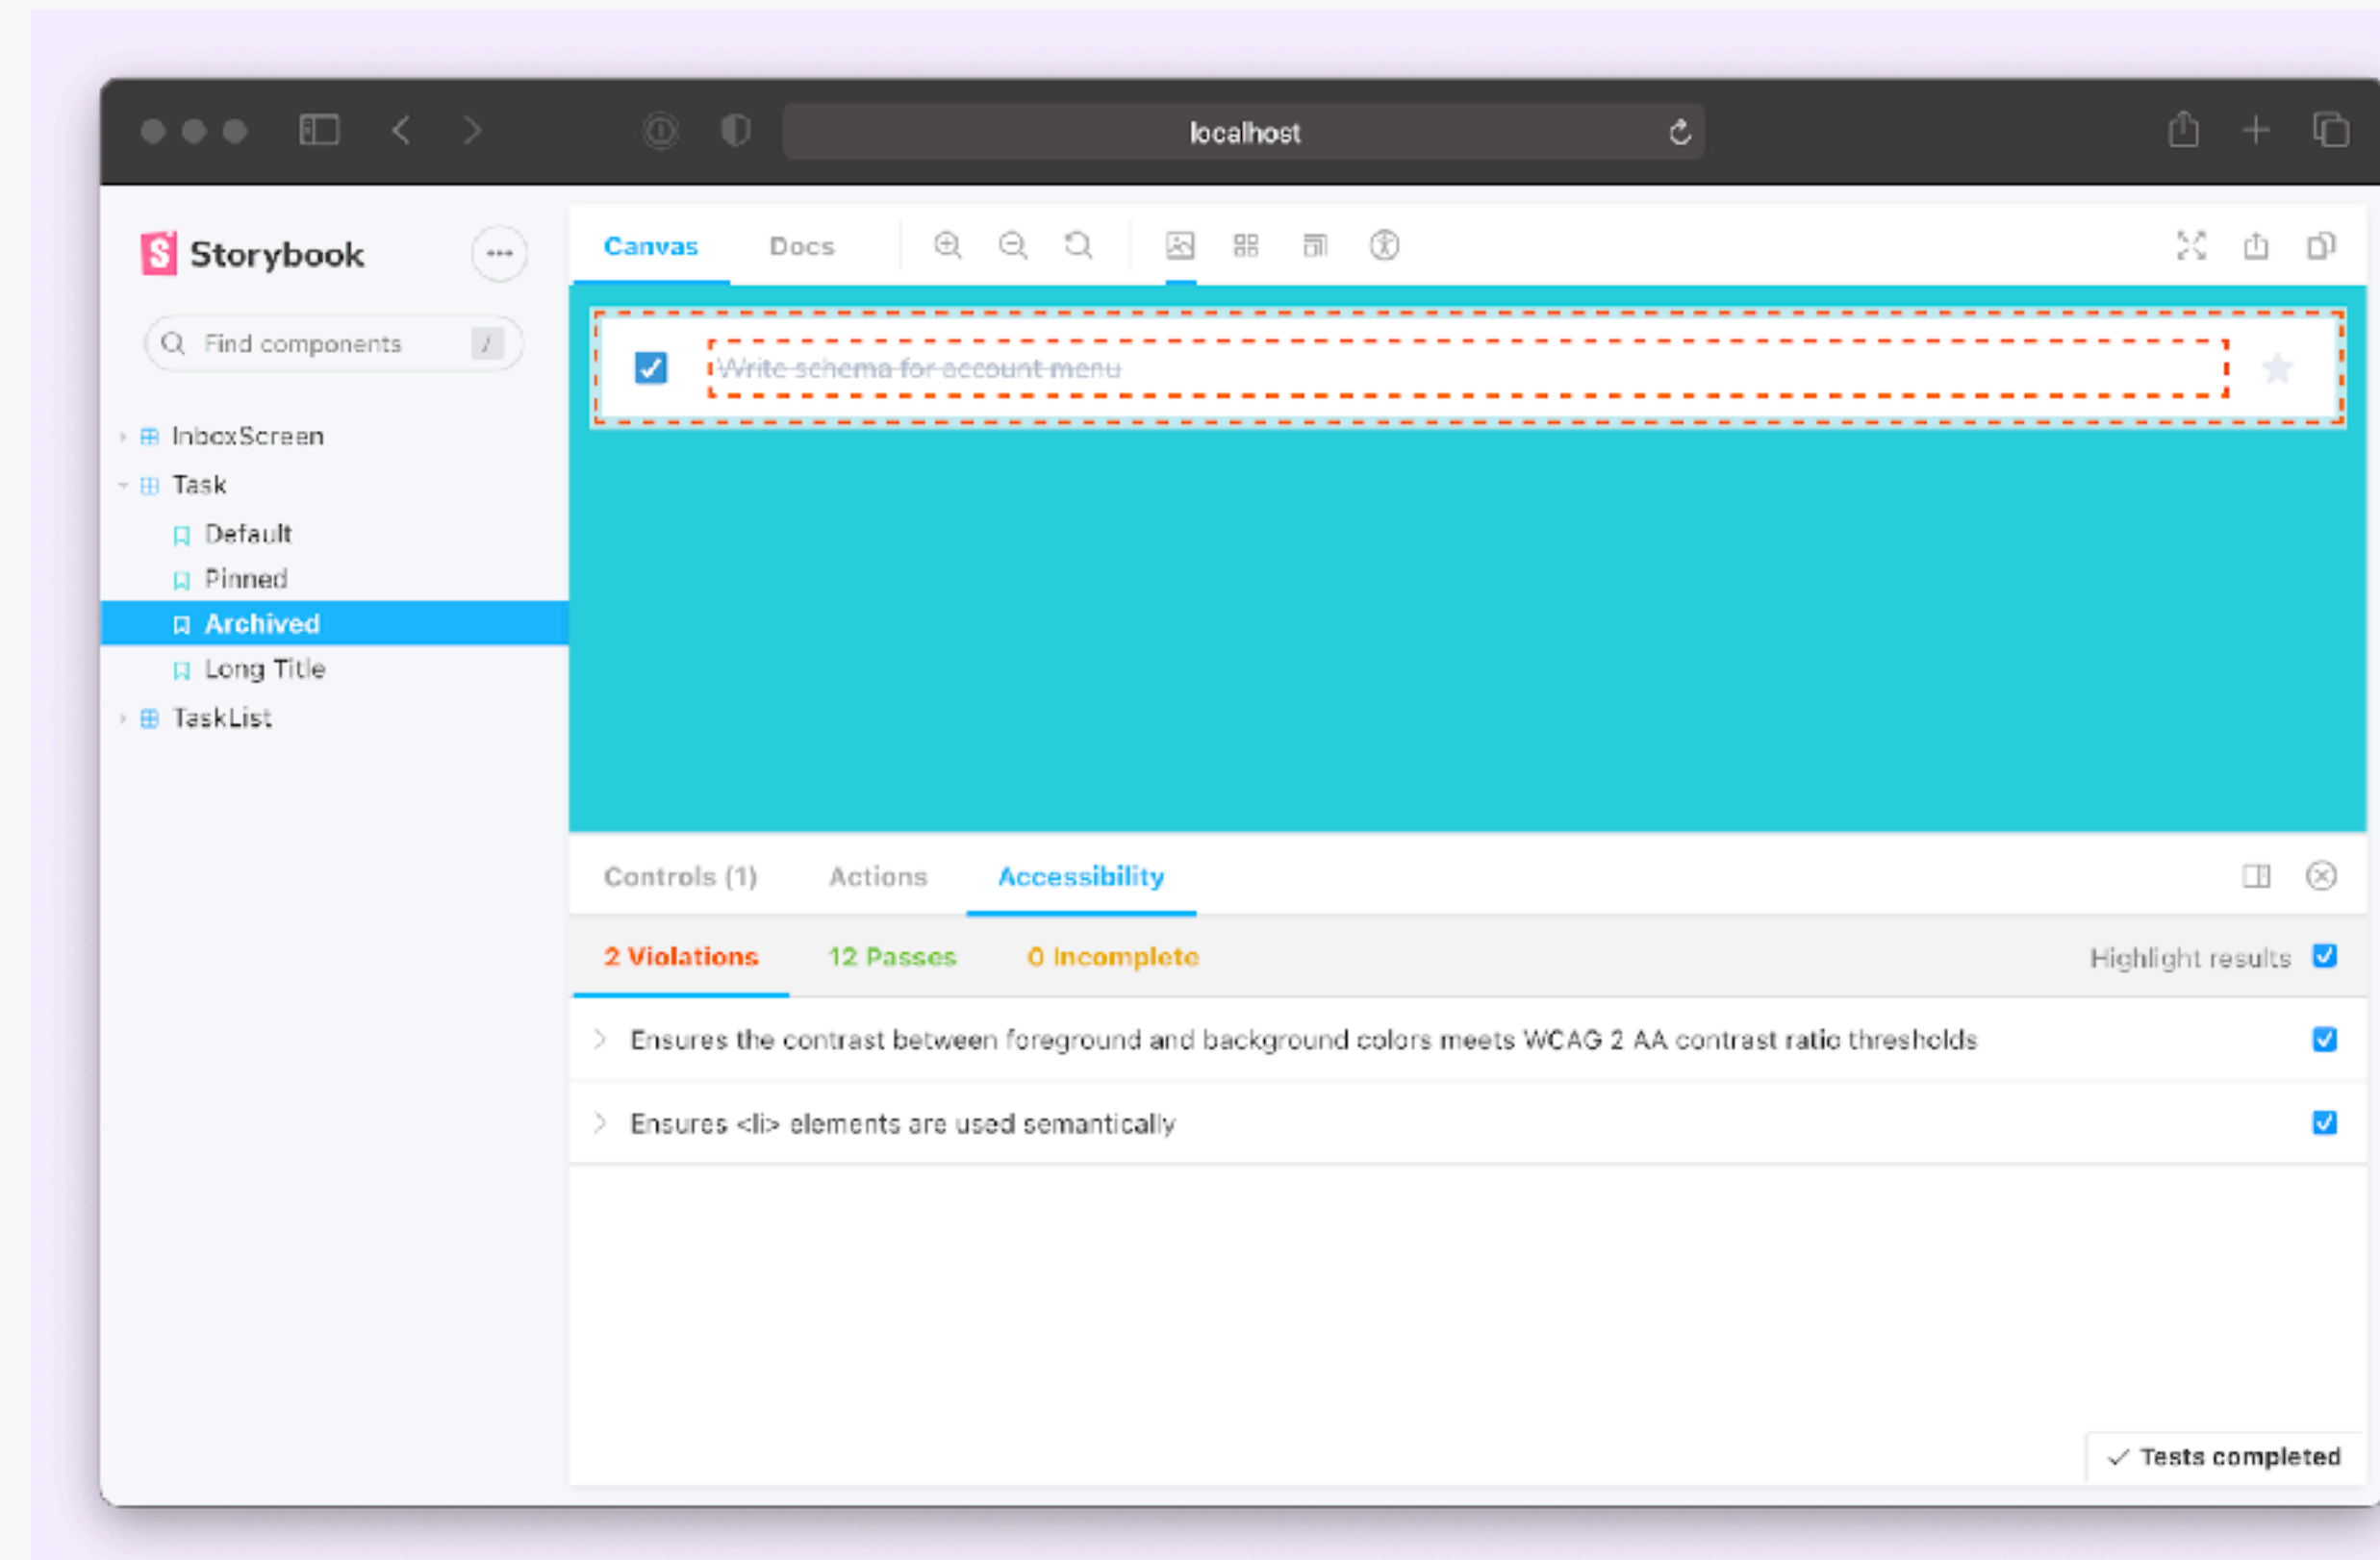 localhost
Storybook
Find components /
InboxScreen
Task
Default
Pinned
Archived
Long Title
TaskList
Canvas Docs
Write schema for account menu
Controls (1) Actions Accessibility
2 Violations 12 Passes 0 Incomplete Highlight results
Ensures the contrast between foreground and background colors meets WCAG 2 AA contrast ratio thresholds
Ensures <li> elements are used semantically
Tests completed